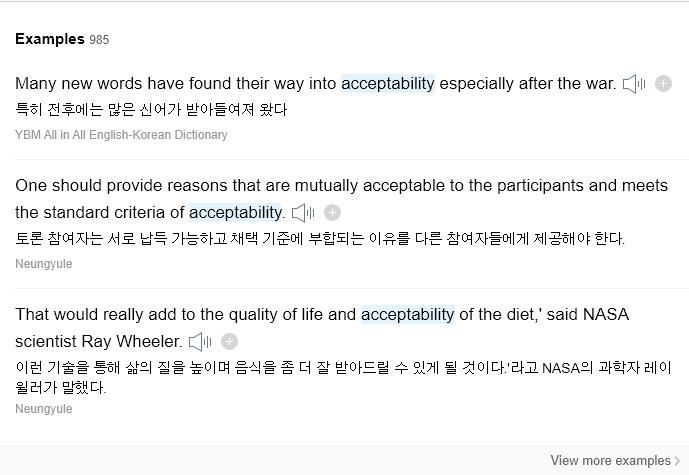 Examples 985
Many new words have found their way into acceptability especially after the war.
특히 전후에는 많은 신어가 받아들여져 왔다
YBM All in All English-Korean Dictionary
One should provide reasons that are mutually acceptable to the participants and meets
the standard criteria of acceptability.
토론 참여자는 서로 납득 가능하고 채택 기준에 부합되는 이유를 다른 참여자들에게 제공해야 한다.
Neungyule
That would really add to the quality of life and acceptability of the diet,' said NASA
scientist Ray Wheeler.
이런 기술을 통해 삶의 질을 높이며 음식을 좀 더 잘 받아드릴 수 있게 될 것이다.'라고 NASA의 과학자 레이
윌러가 말했다.
Neungyule
View more examples >